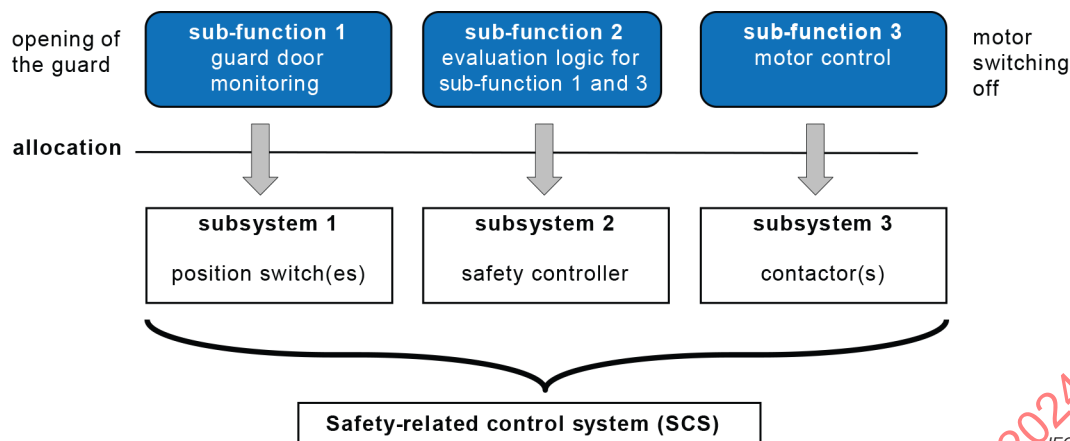 opening of
the guard
sub-function 1
guard door
monitoring
sub-function 2
evaluation logic for
sub-function 1 and 3
sub-function 3
motor control
motor
switching
off
allocation
subsystem 1
position switch(es)
subsystem 2
safety controller
subsystem 3
contactor(s)
Safety-related control system (SCS)
2024